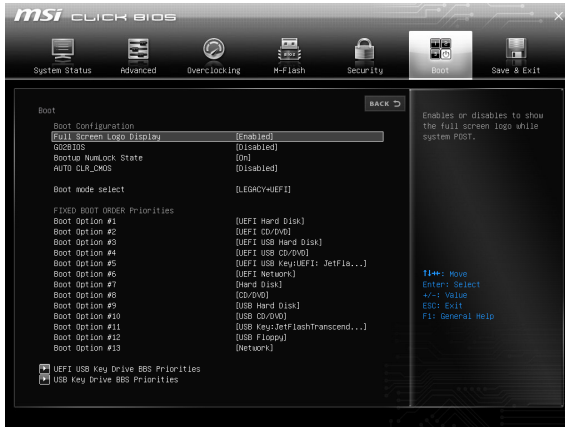 msi CLICK BIOS
System Status Advanced Overclocking M-Flash Security Boot Save & Exit
Boot
BACK
Boot Configuration
Full Screen Logo Display [Enabled]
GO2BIOS [Disabled]
Bootup NumLock State [On]
AUTO CLR_CMOS [Disabled]
Boot mode select [LEGACY+UEFI]
FIXED BOOT ORDER Priorities
Boot Option #1 [UEFI Hard Disk]
Boot Option #2 [UEFI CD/DVD]
Boot Option #3 [UEFI USB Hard Disk]
Boot Option #4 [UEFI USB CD/DVD]
Boot Option #5 [UEFI USB Key:UEFI: JetFla...]
Boot Option #6 [UEFI Network]
Boot Option #7 [Hard Disk]
Boot Option #8 [CD/DVD]
Boot Option #9 [USB Hard Disk]
Boot Option #10 [USB CD/DVD]
Boot Option #11 [USB Key:JetFlashTranscend...]
Boot Option #12 [USB Floppy]
Boot Option #13 [Network]
UEFI USB Key Drive BBS Priorities
USB Key Drive BBS Priorities
Enables or disables to show
the full screen logo while
system POST.
↑↓←→: Move
Enter: Select
+/-: Value
ESC: Exit
F1: General Help